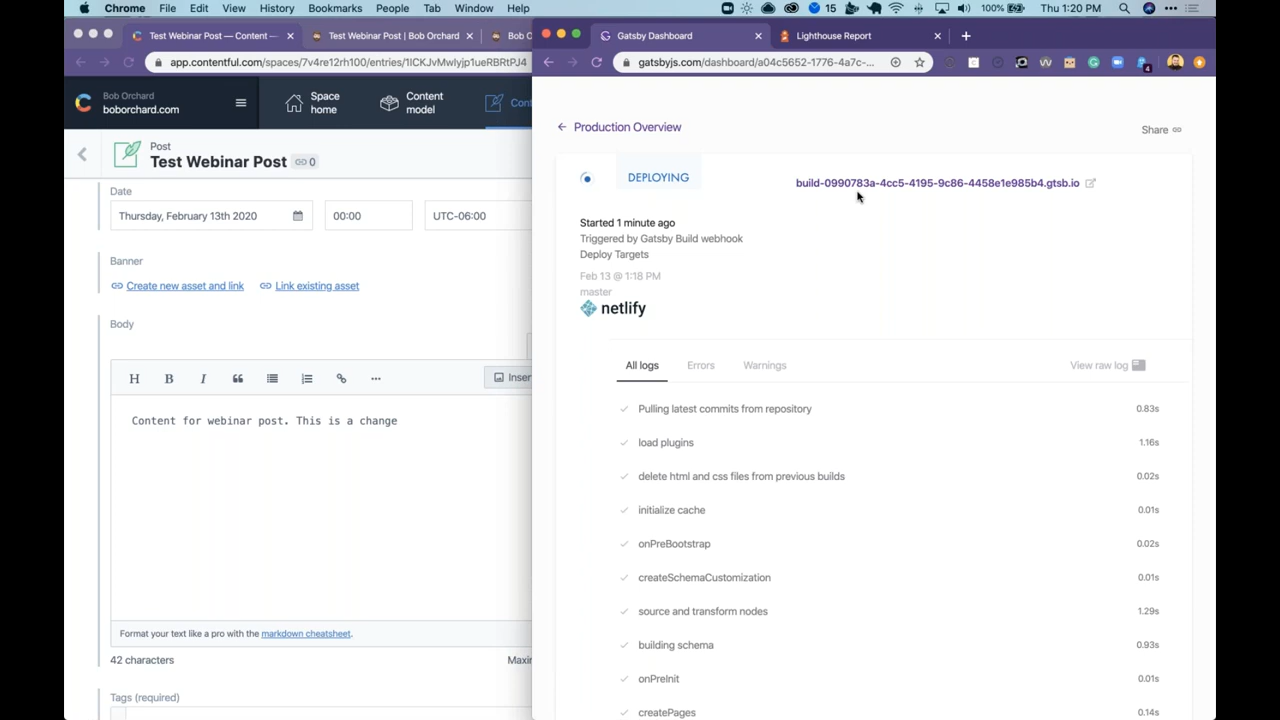 Chrome File Edit View History Bookmarks People Tab Window Help 15 100% Thu 1:20 PM
Test Webinar Post — Content —
Test Webinar Post | Bob Orchard
Bob O
app.contentful.com/spaces/7v4re12rh100/entries/1lCKJvMwlyjp1ueRBRtPJ4
Bob Orchard
boborchard.com
Space
home
Content
model
Cont
Post
Test Webinar Post 0
Date
Thursday, February 13th 2020 00:00 UTC-06:00
Banner
Create new asset and link Link existing asset
Body
H B I
Inser
Content for webinar post. This is a change
Format your text like a pro with the markdown cheatsheet.
42 characters Maxir
Tags (required)
Gatsby Dashboard
Lighthouse Report
gatsbyjs.com/dashboard/a04c5652-1776-4a7c-...
4
Production Overview
Share
DEPLOYING
build-0990783a-4cc5-4195-9c86-4458e1e985b4.gtsb.io
Started 1 minute ago
Triggered by Gatsby Build webhook
Deploy Targets
Feb 13 @ 1:18 PM
master
netlify
All logs Errors Warnings View raw log
Pulling latest commits from repository 0.83s
load plugins 1.16s
delete html and css files from previous builds 0.02s
initialize cache 0.01s
onPreBootstrap 0.02s
createSchemaCustomization 0.01s
source and transform nodes 1.29s
building schema 0.93s
onPreInit 0.01s
createPages 0.14s